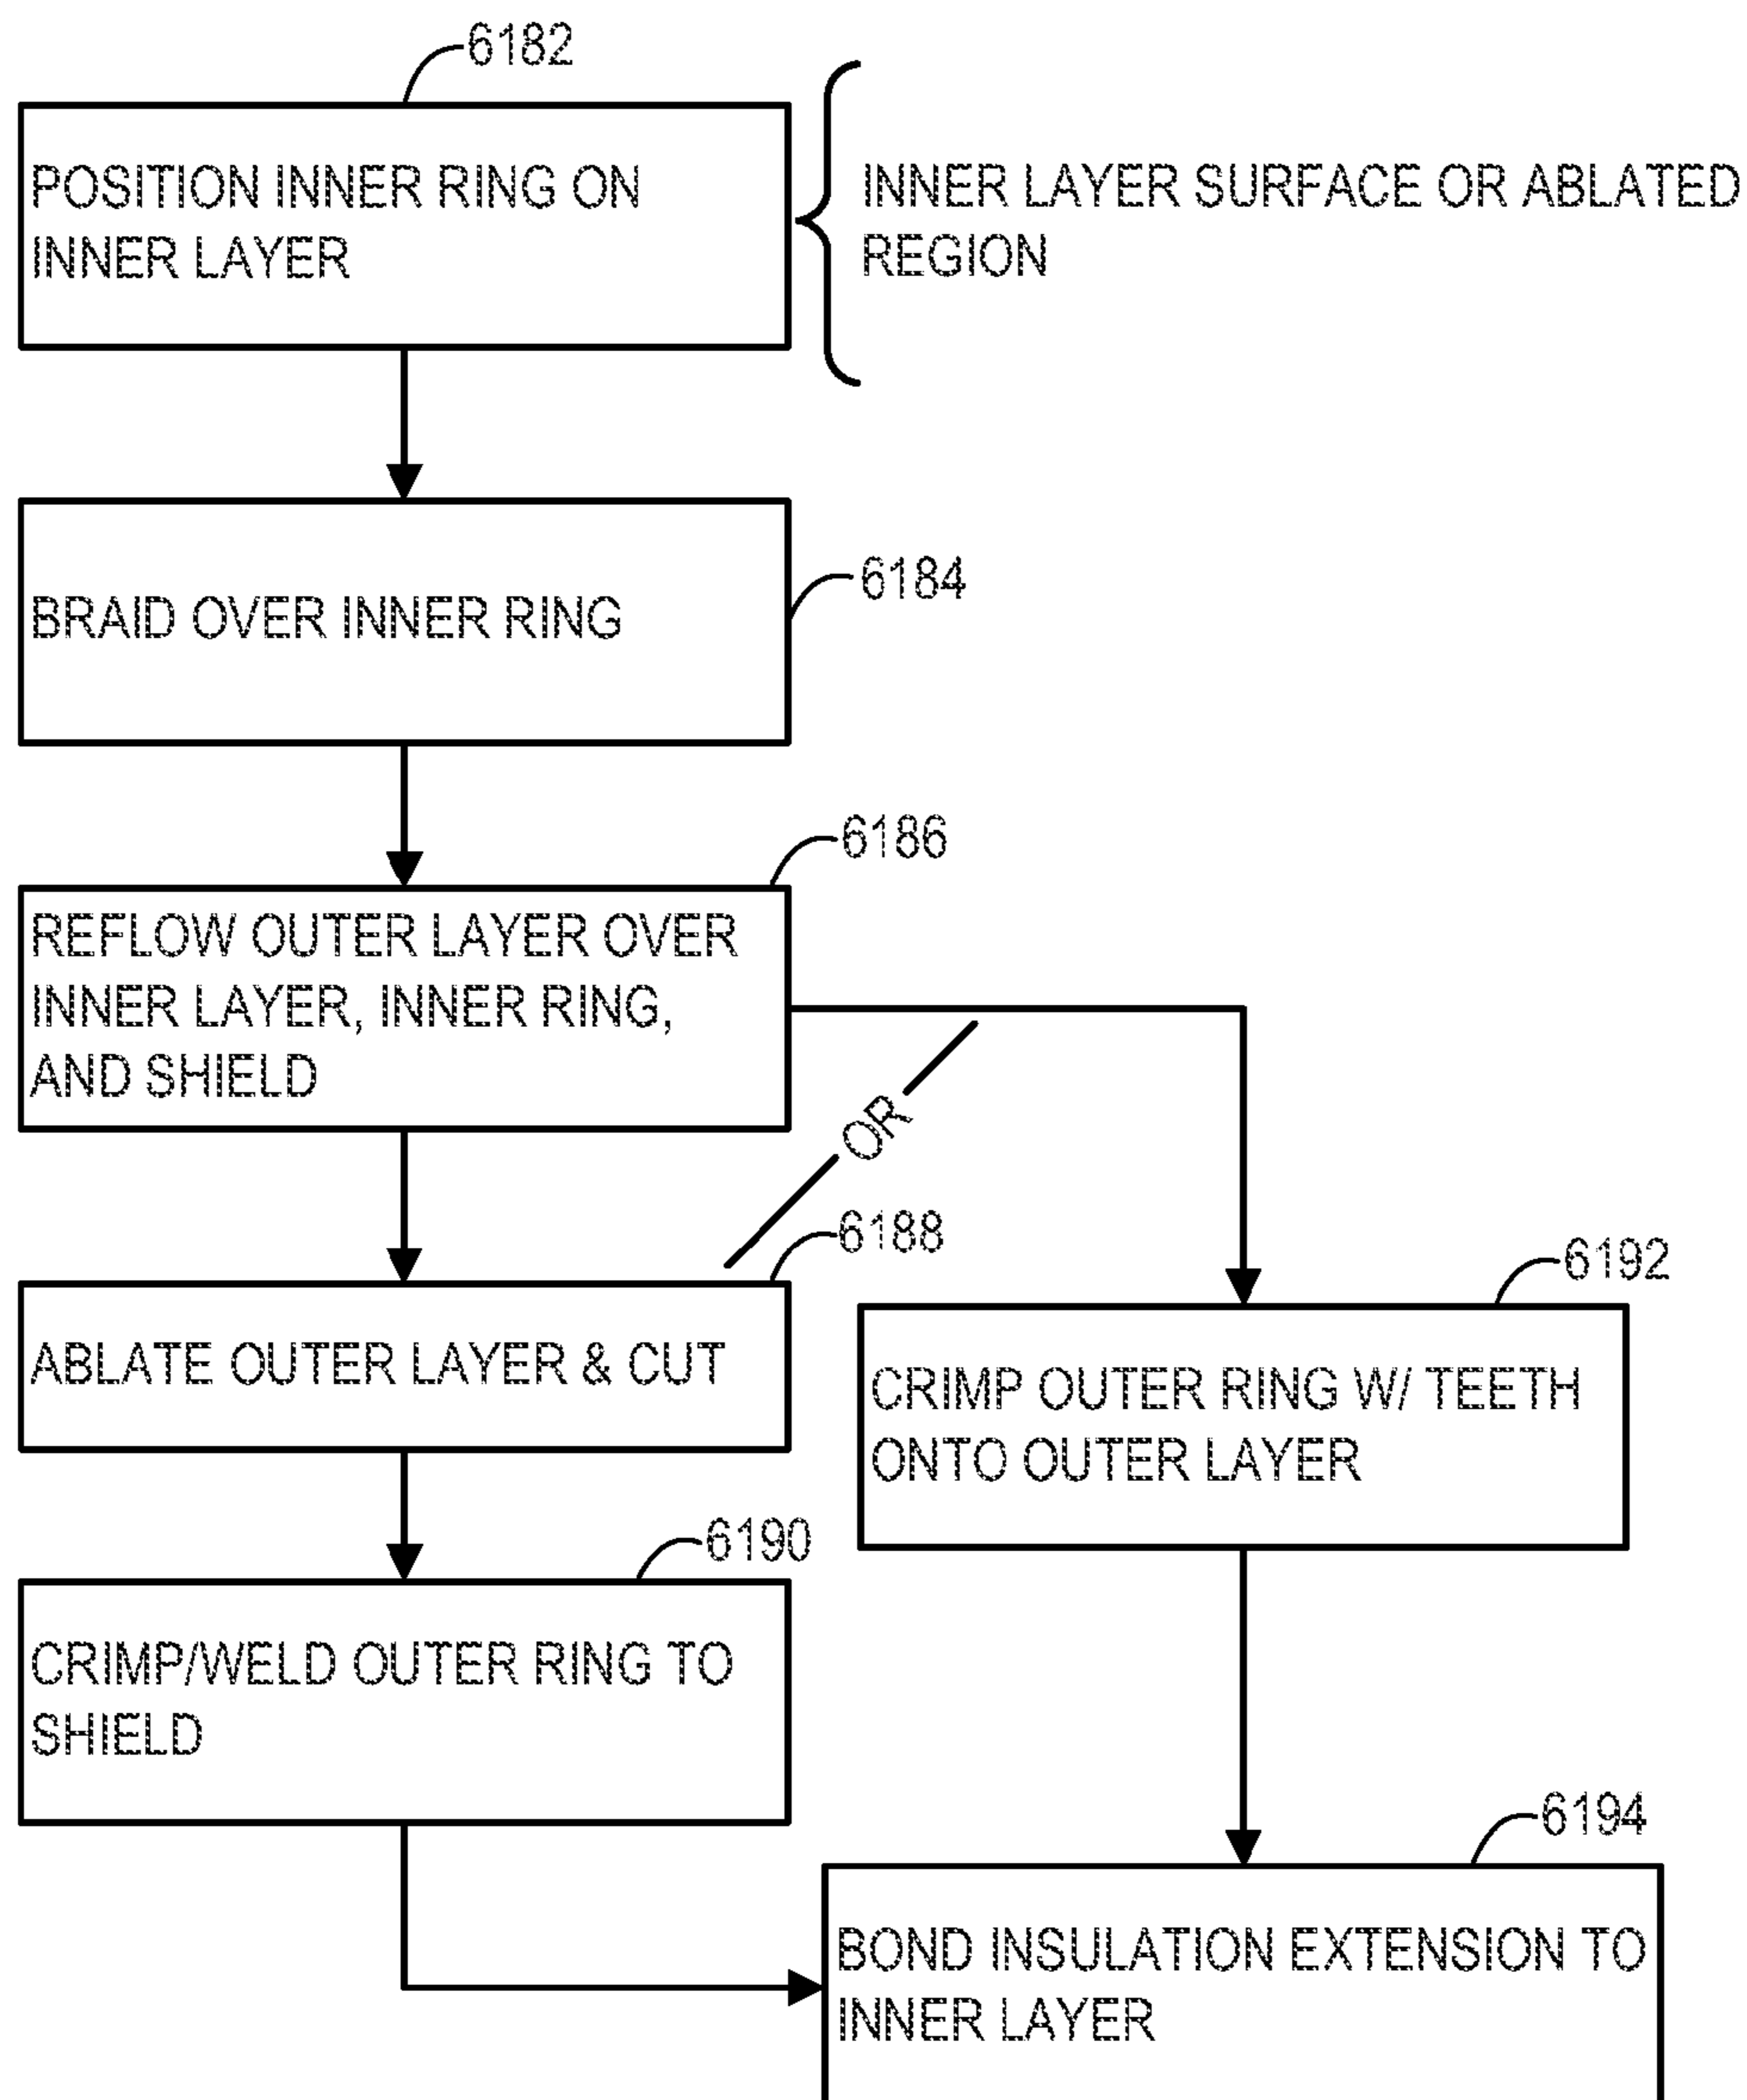 6182
POSITION INNER RING ON
INNER LAYER
INNER LAYER SURFACE OR ABLATED
REGION
6184
BRAID OVER INNER RING
6186
REFLOW OUTER LAYER OVER
INNER LAYER, INNER RING,
AND SHIELD
OR
6188
ABLATE OUTER LAYER & CUT
6192
CRIMP OUTER RING W/ TEETH
ONTO OUTER LAYER
6190
CRIMP/WELD OUTER RING TO
SHIELD
6194
BOND INSULATION EXTENSION TO
INNER LAYER